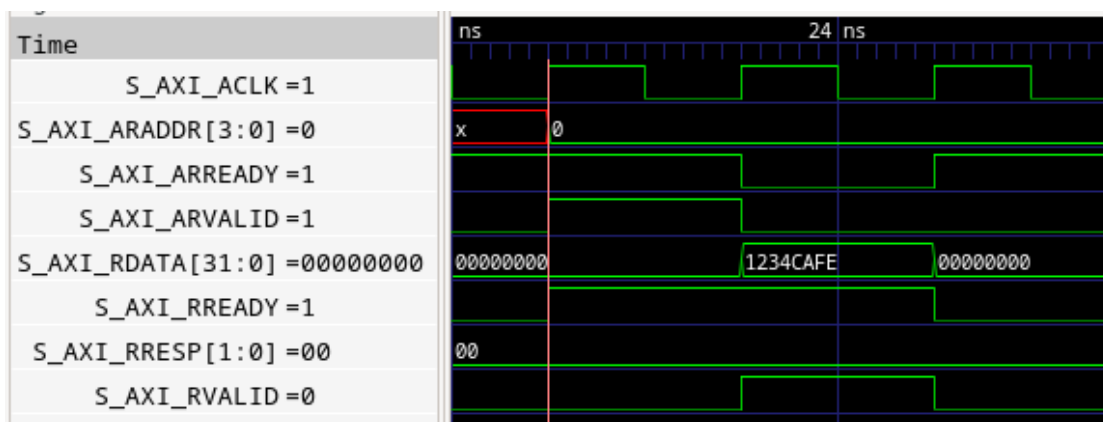 ns 24 ns
Time
S_AXI_ACLK =1
S_AXI_ARADDR[3:0] =0 x 0
S_AXI_ARREADY =1
S_AXI_ARVALID =1
S_AXI_RDATA[31:0] =00000000 00000000 1234CAFE 00000000
S_AXI_RREADY =1
S_AXI_RRESP[1:0] =00 00
S_AXI_RVALID =0